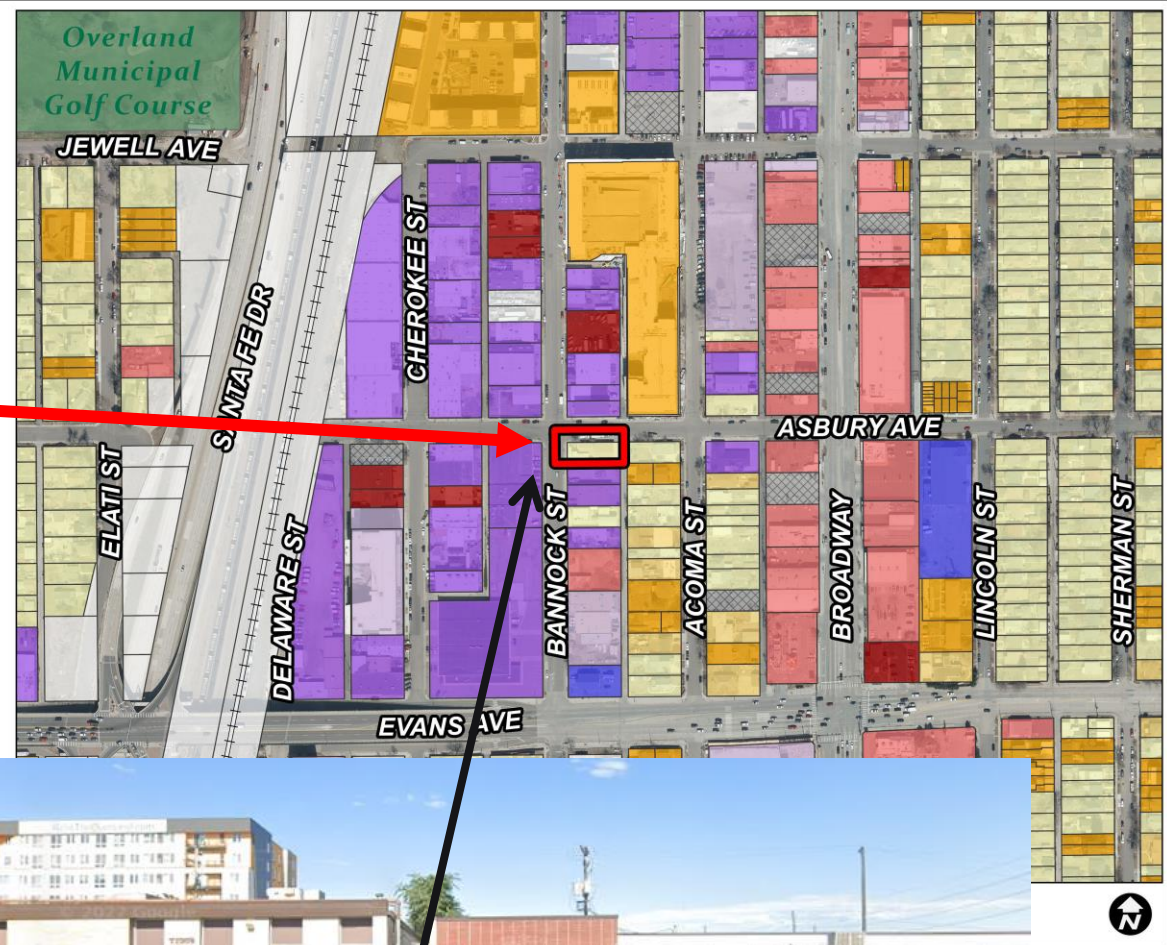 Overland
Municipal
Golf Course
JEWELL AVE
CHEROKEE ST
SANTA FE DR
ASBURY AVE
ELATI ST
DELAWARE ST
BANNOCK ST
ACOMA ST
BROADWAY
LINCOLN ST
SHERMAN ST
EVANS AVE
N